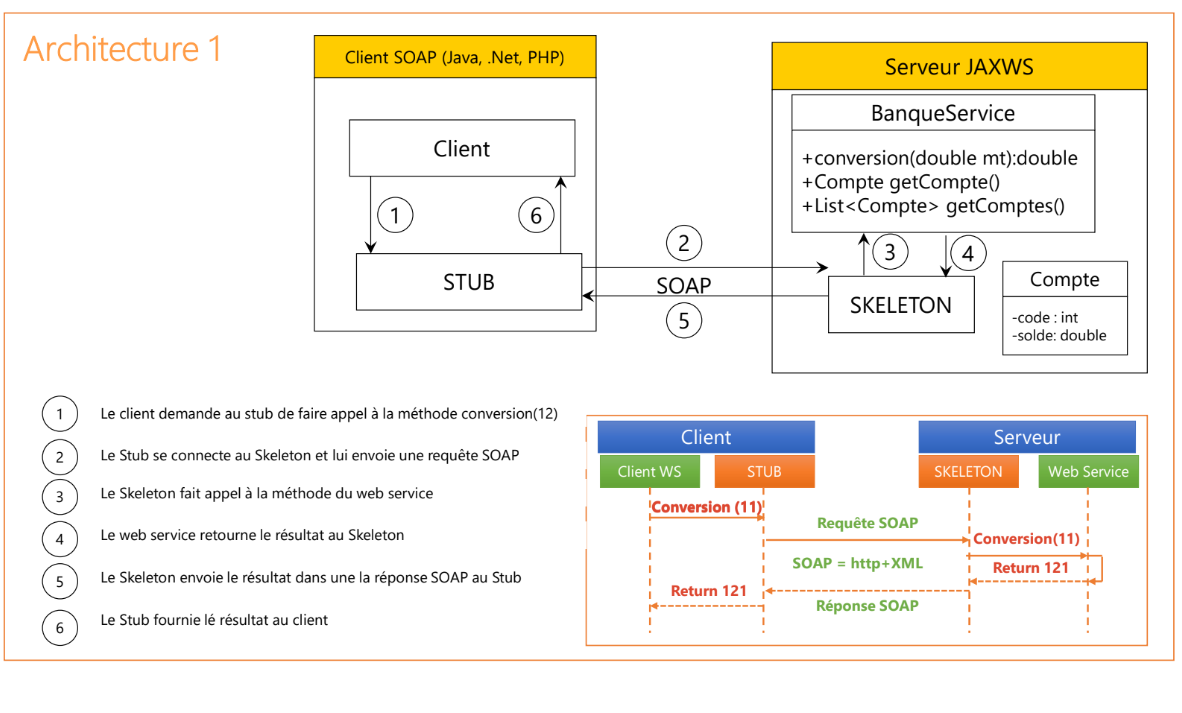 Architecture 1
Client SOAP (Java, .Net, PHP)
Client
1
6
STUB
2
SOAP
5
Serveur JAXWS
BanqueService
+conversion(double mt):double
+Compte getCompte()
+List<Compte> getComptes()
3
4
SKELETON
Compte
-code : int
-solde: double
1 Le client demande au stub de faire appel à la méthode conversion(12)
2 Le Stub se connecte au Skeleton et lui envoie une requête SOAP
3 Le Skeleton fait appel à la méthode du web service
4 Le web service retourne le résultat au Skeleton
5 Le Skeleton envoie le résultat dans une la réponse SOAP au Stub
6 Le Stub fournie lé résultat au client
Client
Serveur
Client WS
STUB
SKELETON
Web Service
Conversion (11)
Requête SOAP
Conversion(11)
SOAP = http+XML
Return 121
Return 121
Réponse SOAP